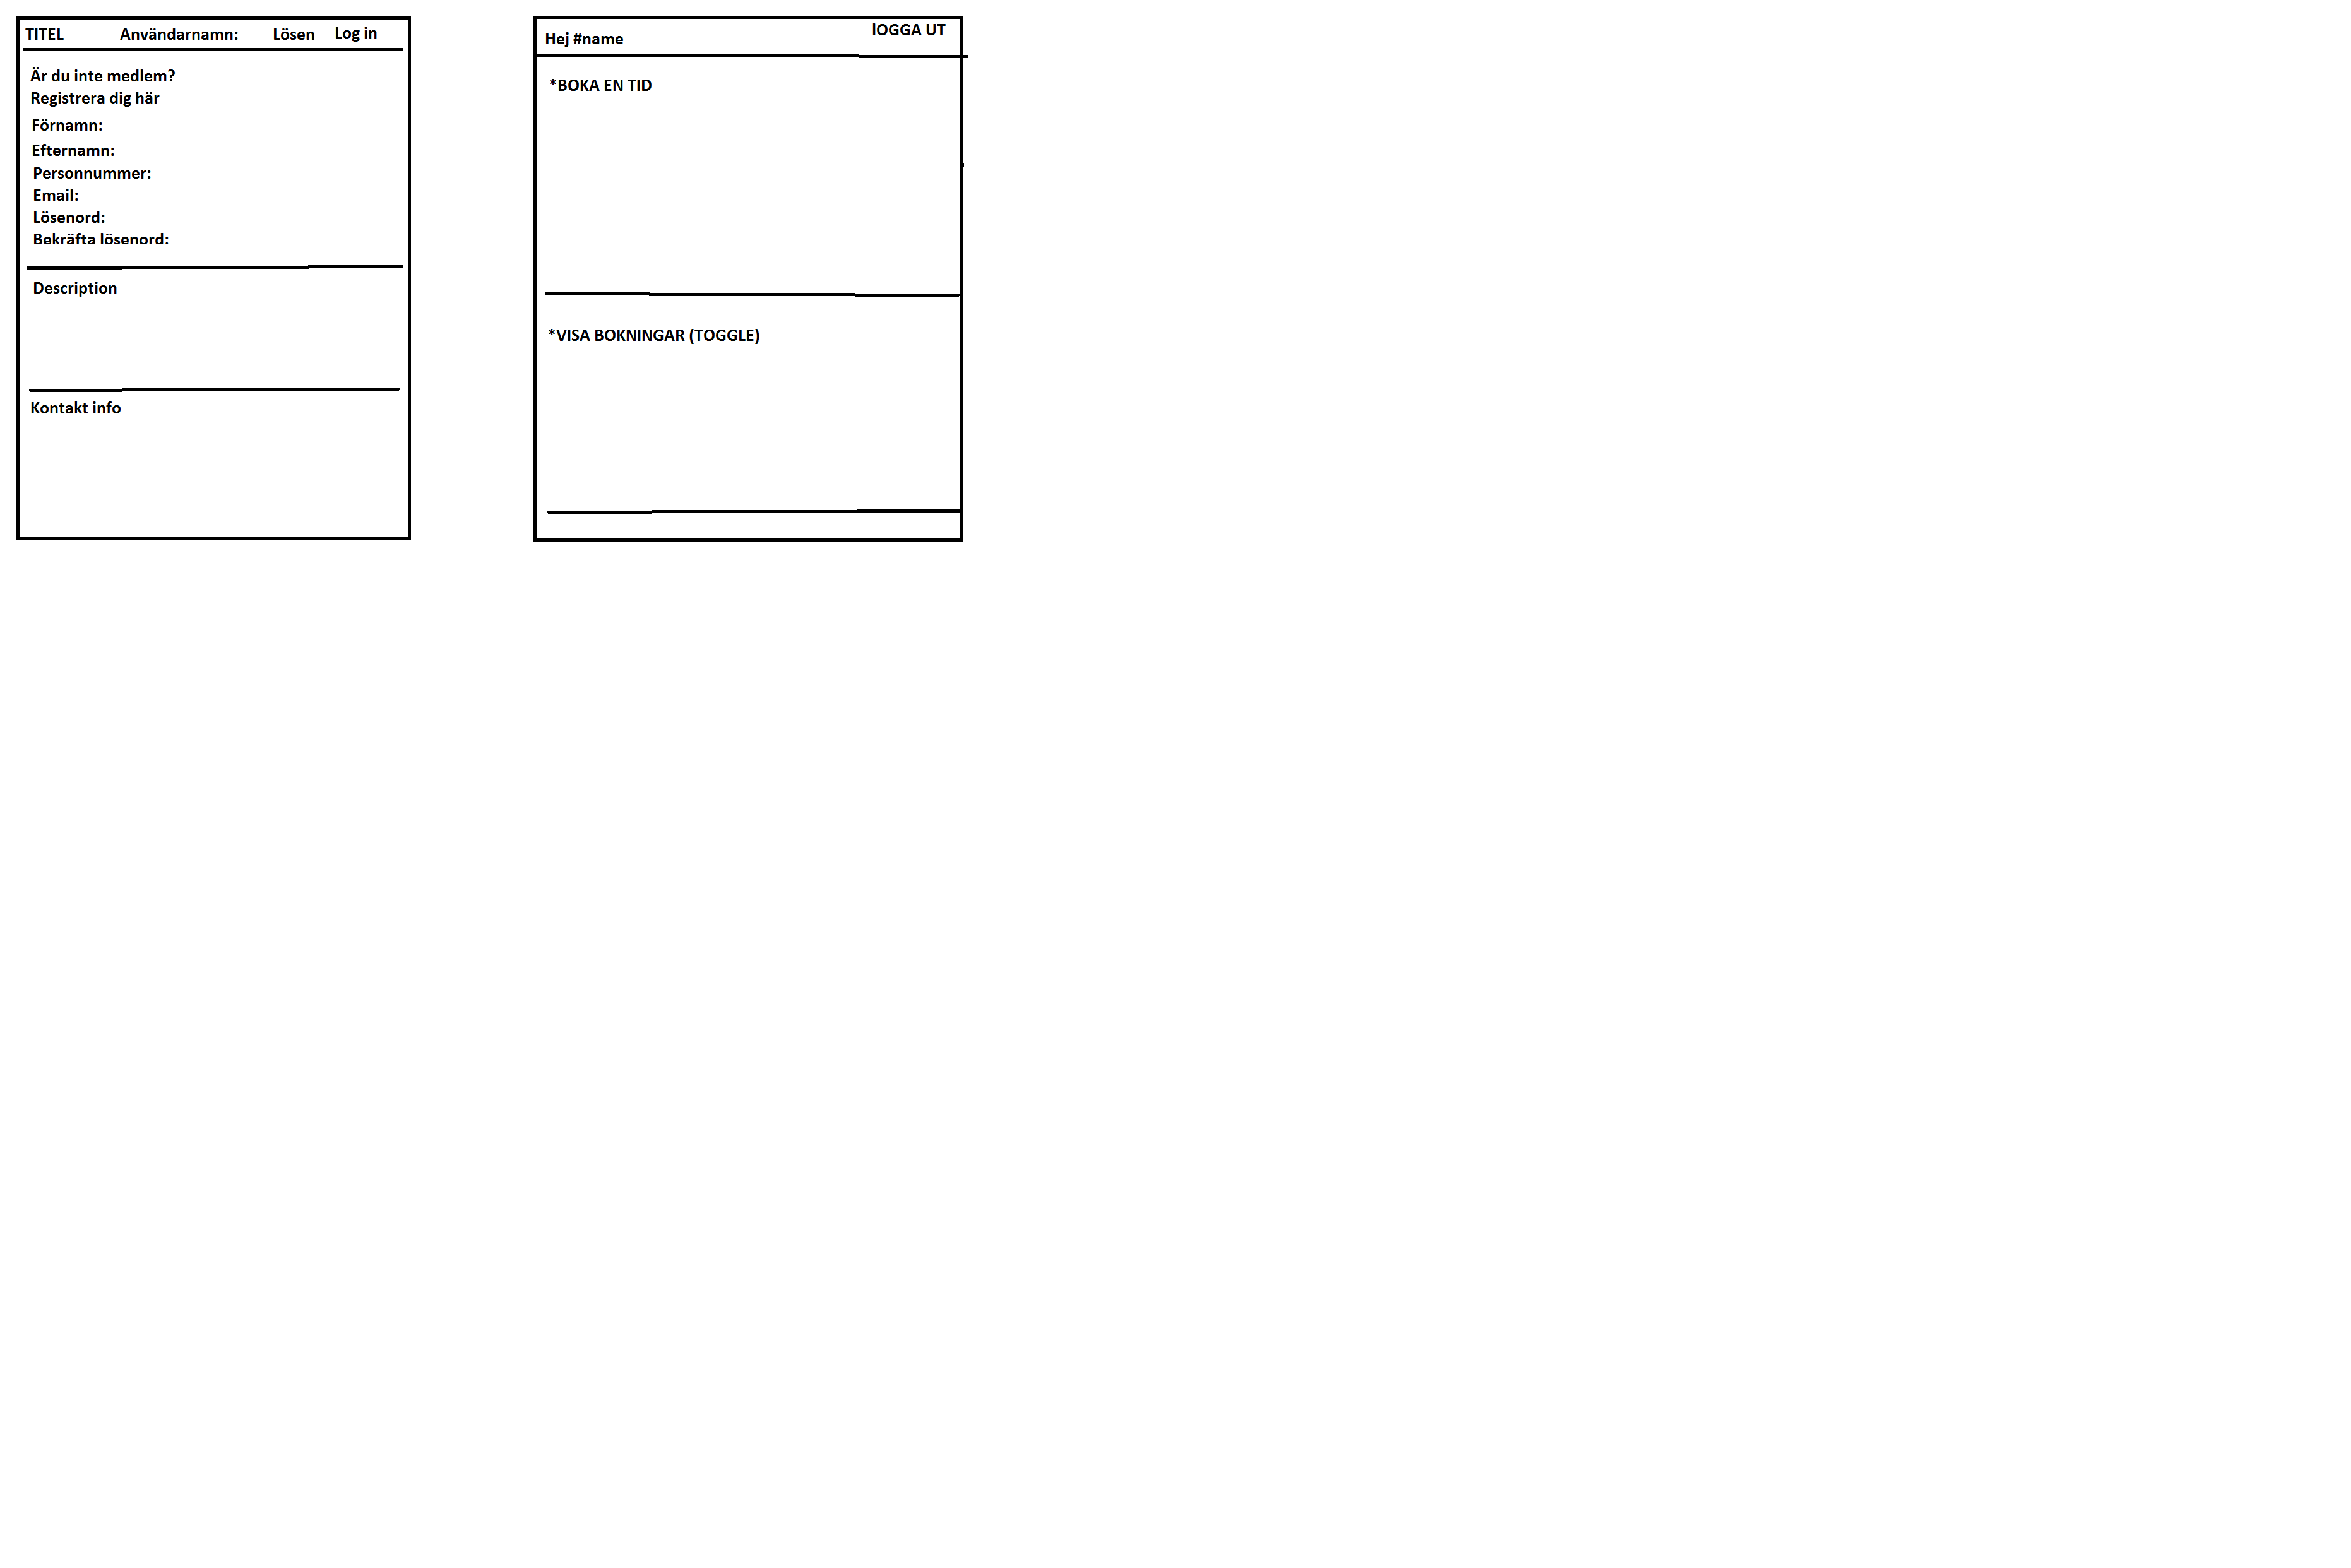 TITEL Användarnamn: Lösen Log in
Är du inte medlem?
Registrera dig här
Förnamn:
Efternamn:
Personnummer:
Email:
Lösenord:
Bekräfta lösenord:
Description
Kontakt info
Hej #name lOGGA UT
*BOKA EN TID
*VISA BOKNINGAR (TOGGLE)